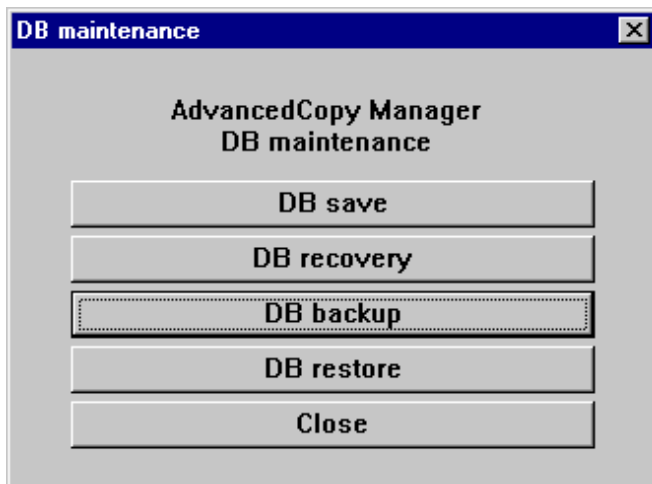 DB maintenance
AdvancedCopy Manager
DB maintenance
DB save
DB recovery
DB backup
DB restore
Close